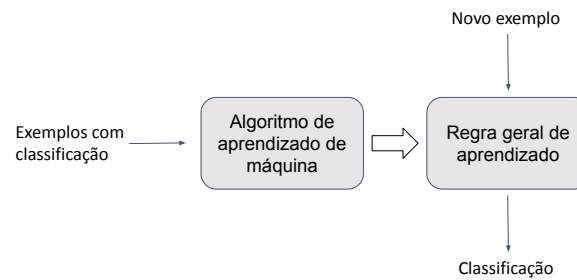 Novo exemplo
Exemplos com
classificação
Algoritmo de
aprendizado de
máquina
Regra geral de
aprendizado
Classificação